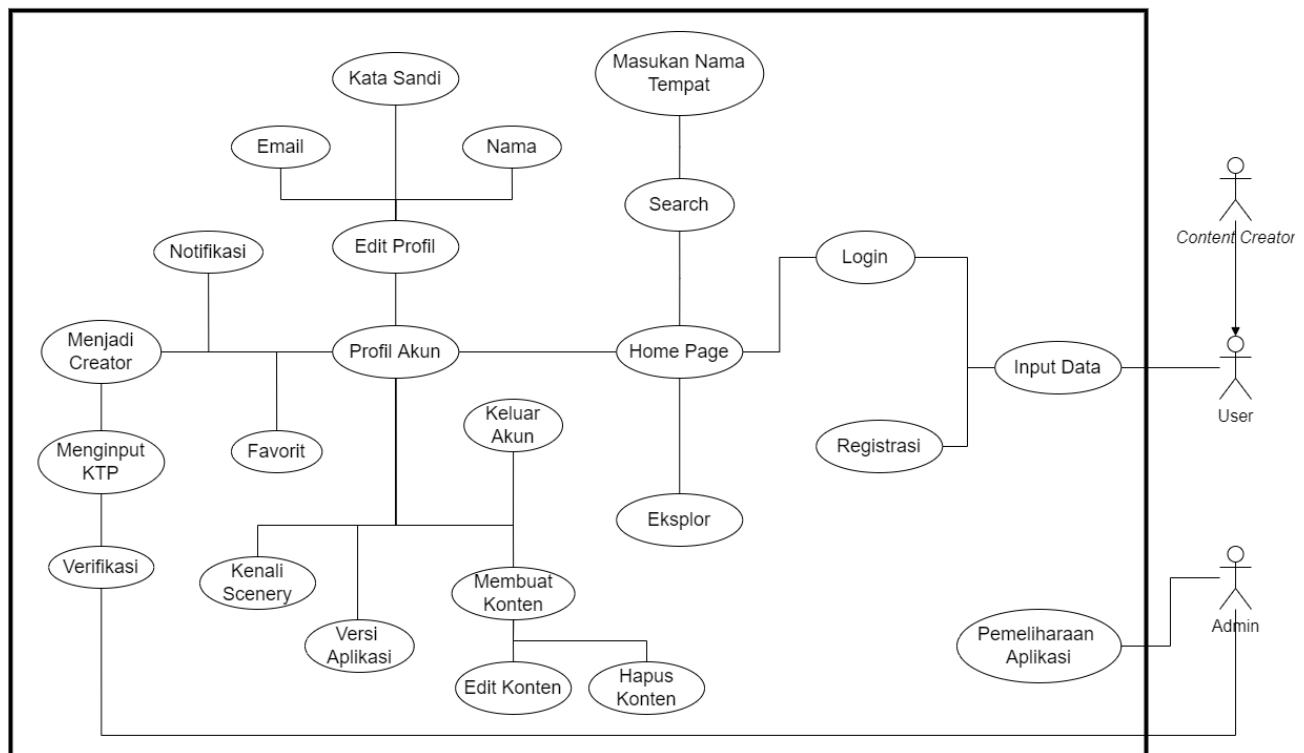 Kata Sandi
Masukan Nama
Tempat
Email
Nama
Search
Notifikasi
Edit Profil
Login
Content Creator
Menjadi
Creator
Profil Akun
Home Page
Input Data
User
Keluar
Akun
Menginput
KTP
Favorit
Registrasi
Eksplor
Verifikasi
Kenali
Scenery
Membuat
Konten
Versi
Aplikasi
Pemeliharaan
Aplikasi
Admin
Edit Konten
Hapus
Konten